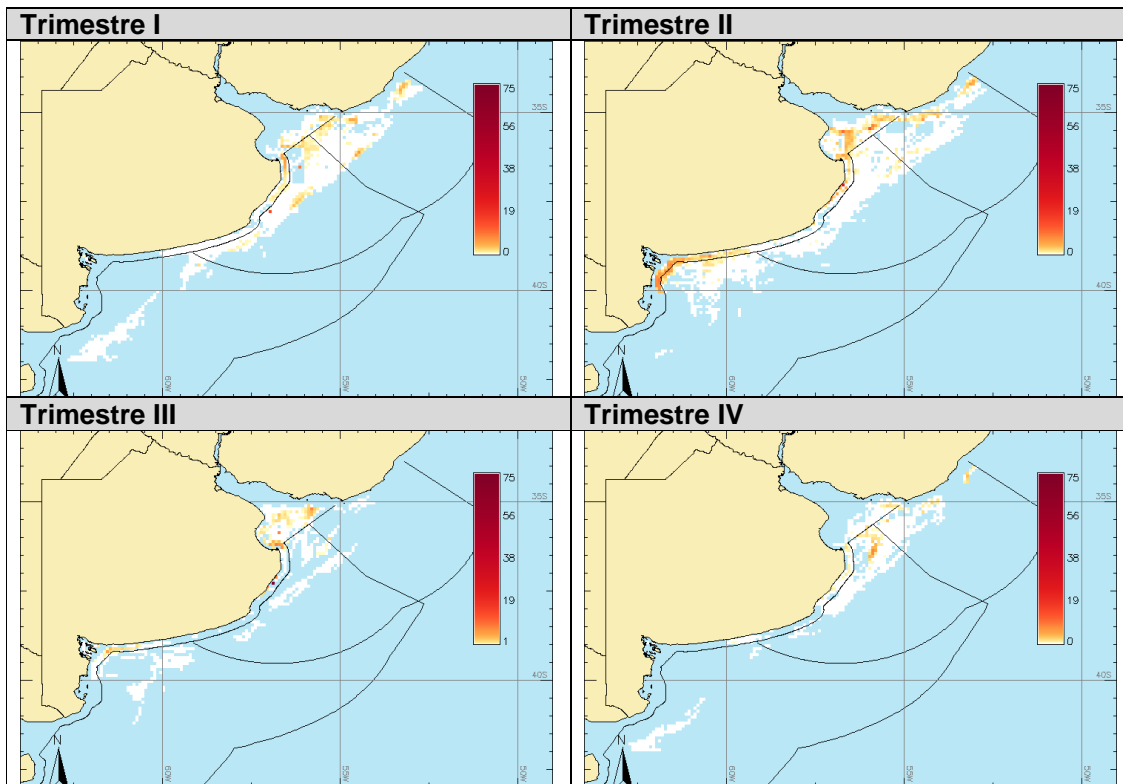 Trimestre I
Trimestre II
75
56
38
19
0
35S
40S
N
60W
55W
50W
75
56
38
19
0
35S
40S
N
60W
55W
50W
Trimestre III
Trimestre IV
75
56
38
19
1
35S
40S
N
60W
55W
50W
75
56
38
19
0
35S
40S
N
60W
55W
50W